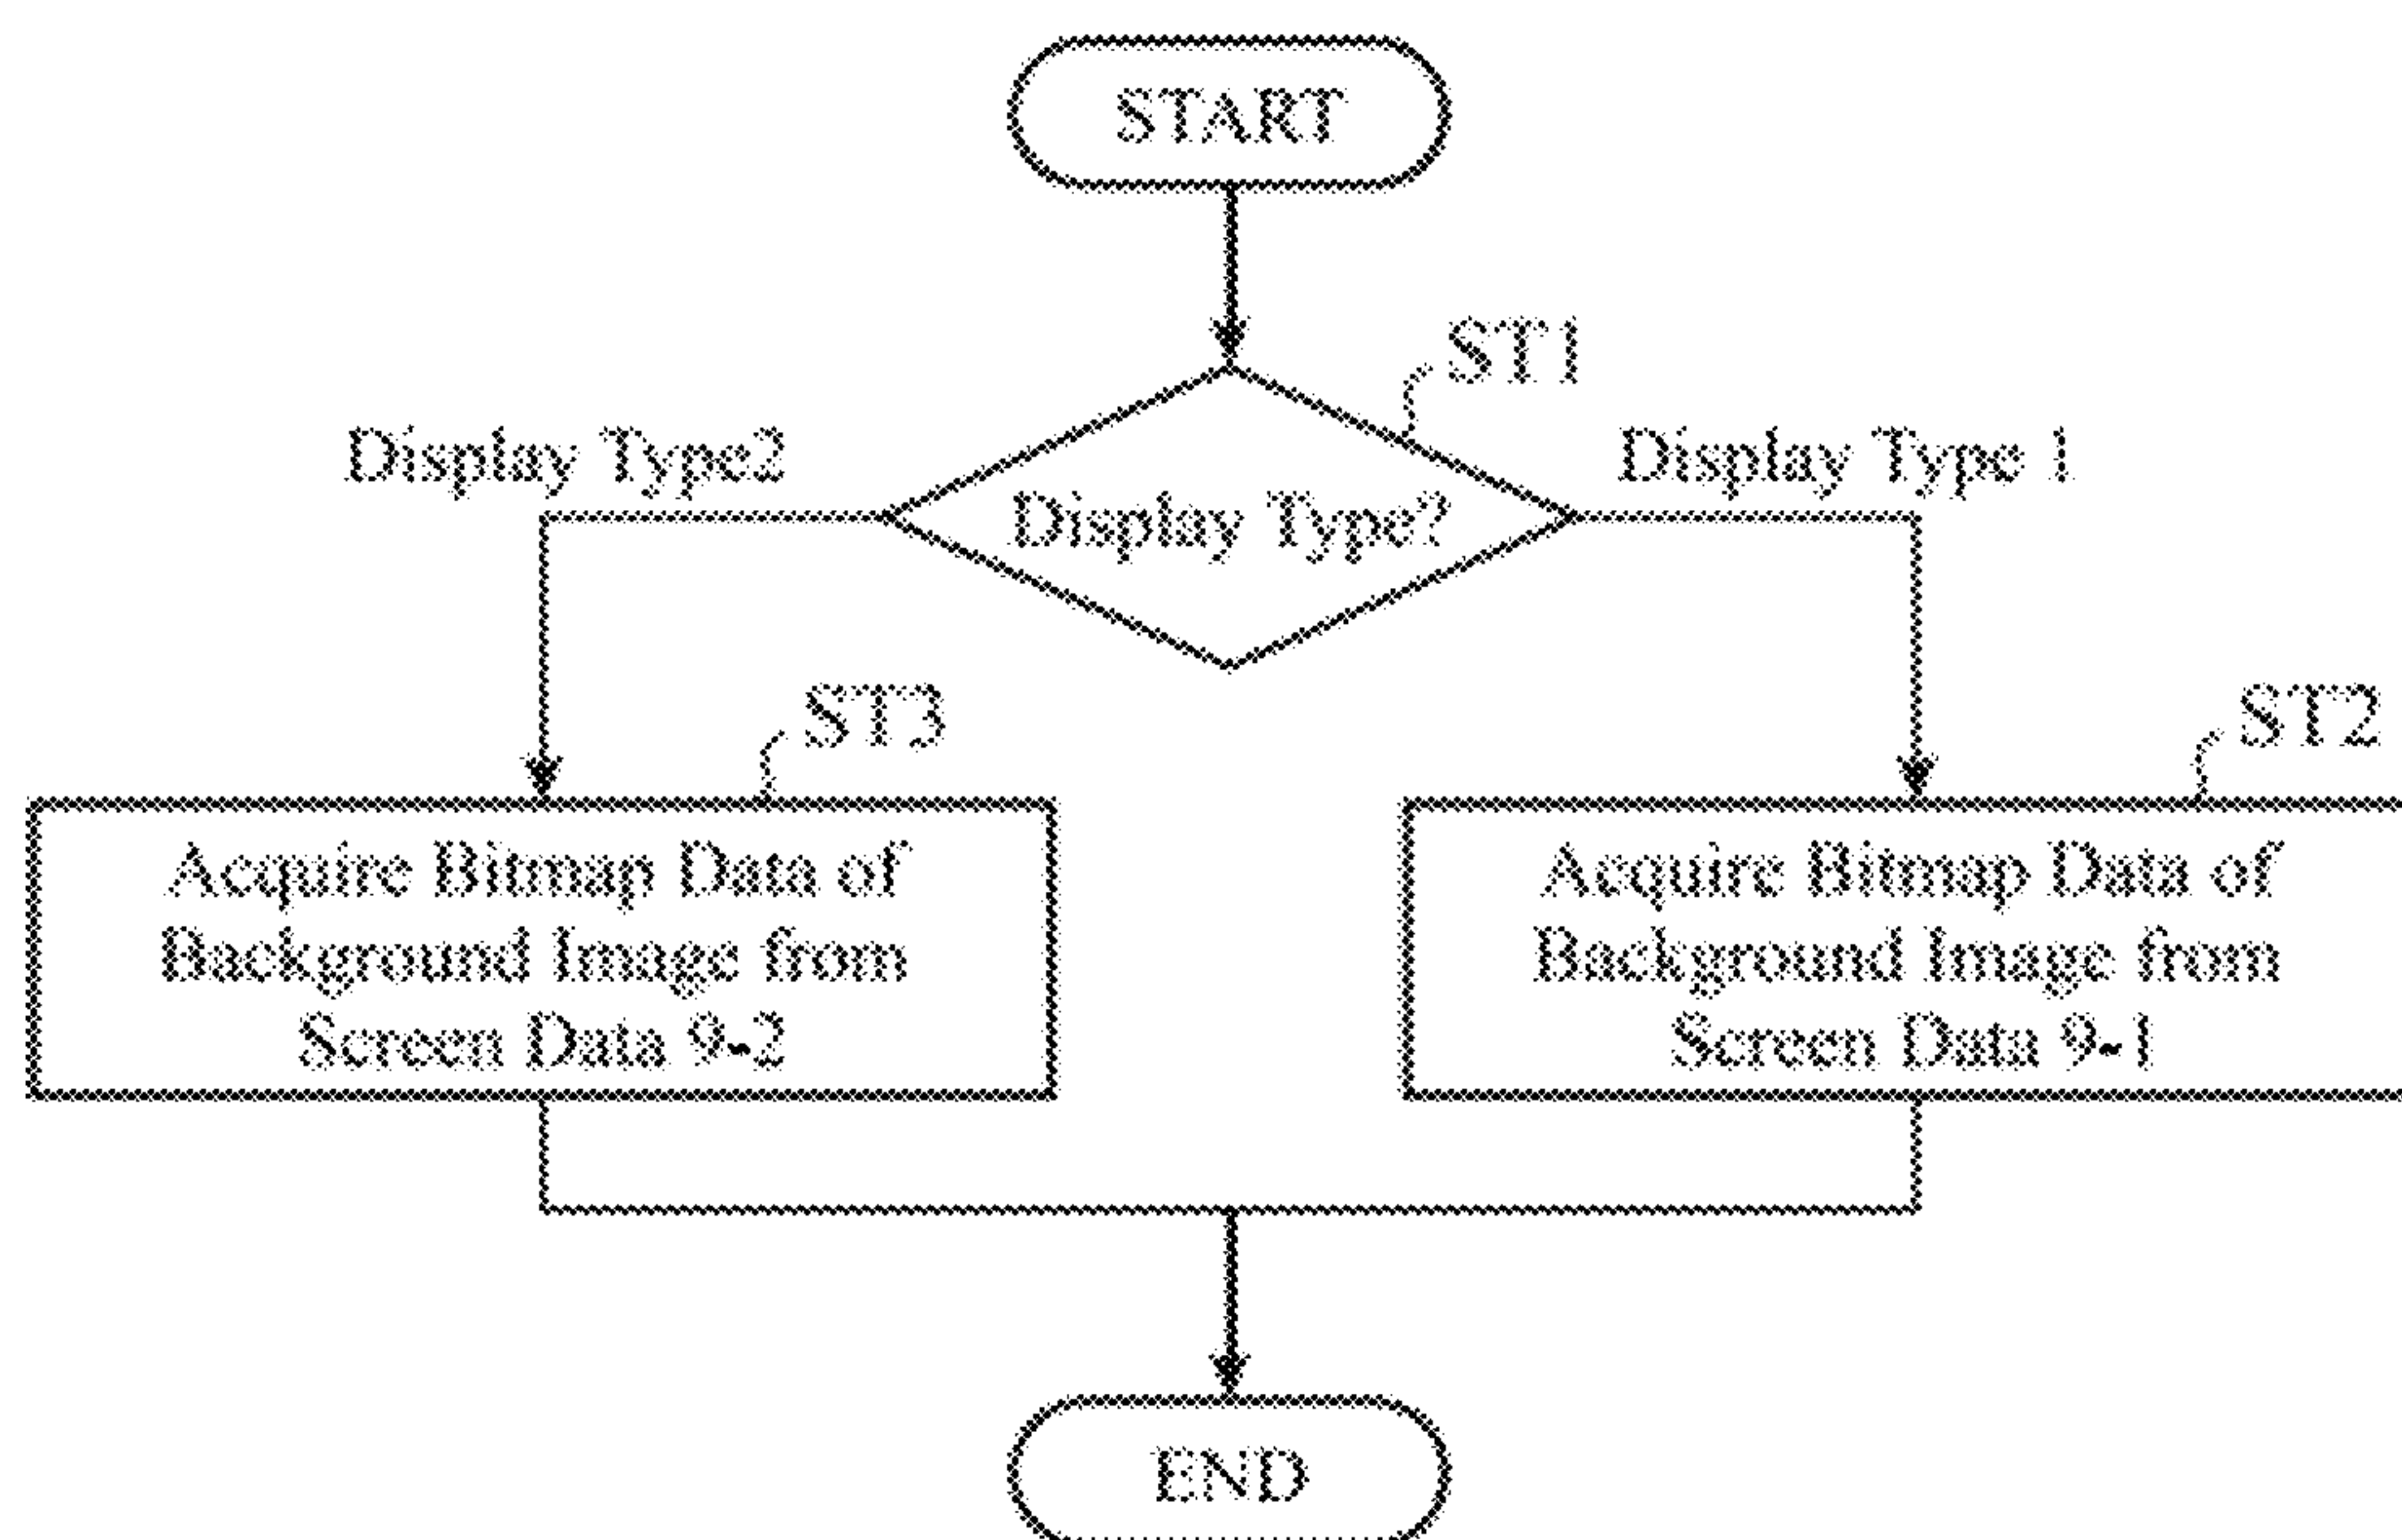 START
ST1
Display Type2
Display Type 1
Display Type?
ST3
ST2
Acquire Bitmap Data of
Background Image from
Screen Data 9-2
Acquire Bitmap Data of
Background Image from
Screen Data 9-1
END